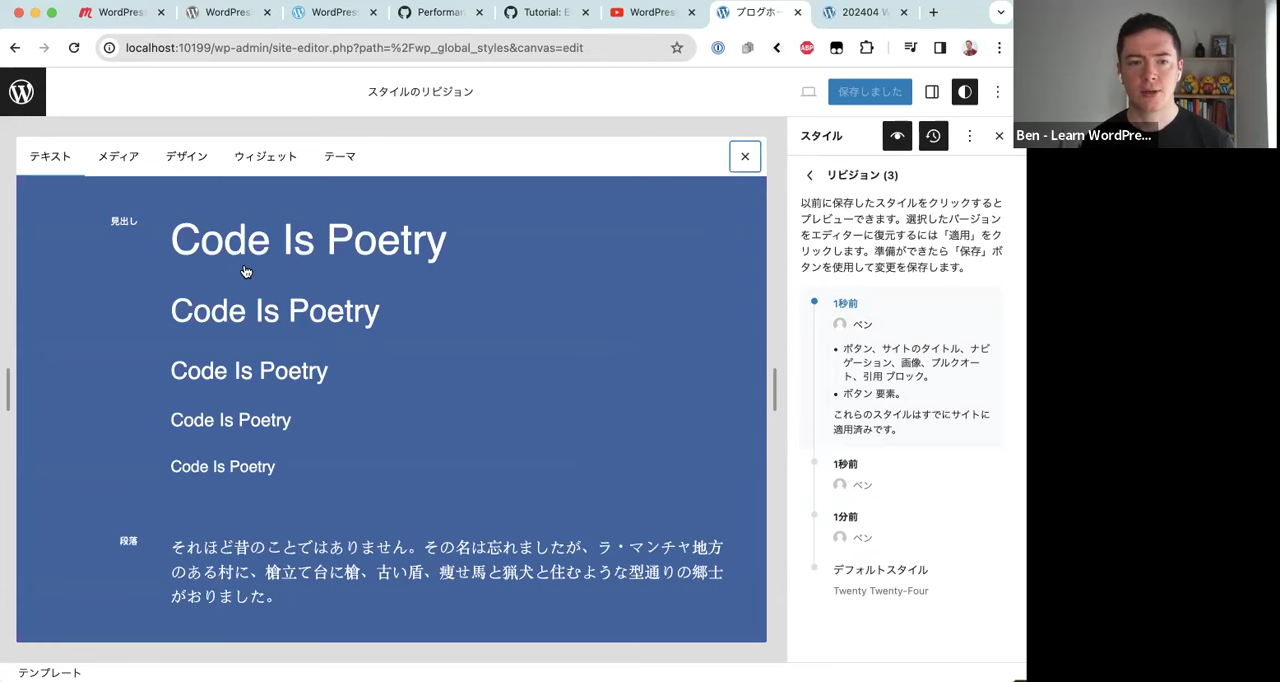 WordPres
WordPres
WordPres
Performan
Tutorial: E
WordPres
ブログホー
202404 W
localhost:10199/wp-admin/site-editor.php?path=%2Fwp_global_styles&canvas=edit
ABP
スタイルのリビジョン
保存しました
Ben - Learn WordPre...
テキスト
メディア
デザイン
ウィジェット
テーマ
見出し
Code Is Poetry
Code Is Poetry
Code Is Poetry
Code Is Poetry
Code Is Poetry
段落
それほど昔のことではありません。その名は忘れましたが、ラ・マンチャ地方
のある村に、槍立て台に槍、古い盾、痩せ馬と猟犬と住むような型通りの郷士
がおりました。
スタイル
リビジョン (3)
以前に保存したスタイルをクリックすると
プレビューできます。選択したバージョン
をエディターに復元するには「適用」をク
リックします。準備ができたら「保存」ボ
タンを使用して変更を保存します。
1秒前
ベン
• ボタン、サイトのタイトル、ナビ
ゲーション、画像、プルクオー
ト、引用 ブロック。
• ボタン 要素。
これらのスタイルはすでにサイトに
適用済みです。
1秒前
ベン
1分前
ベン
デフォルトスタイル
Twenty Twenty-Four
テンプレート